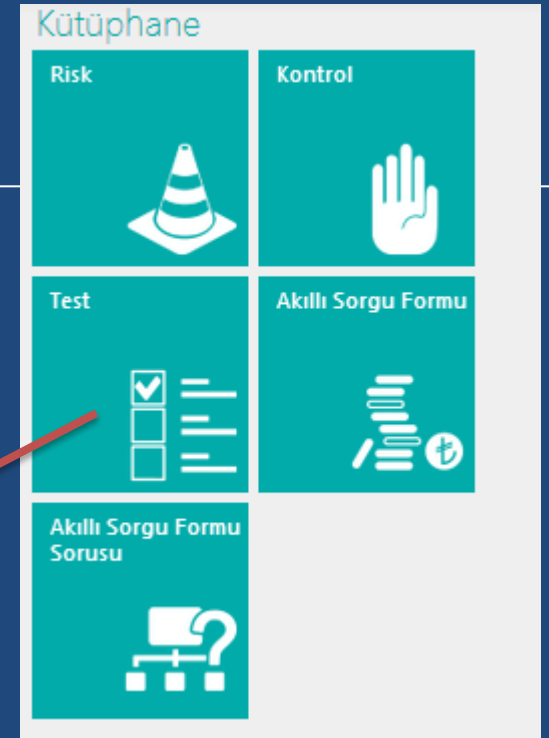 Kütüphane
Risk
Kontrol
Test
Akıllı Sorgu Formu
Akıllı Sorgu Formu
Sorusu